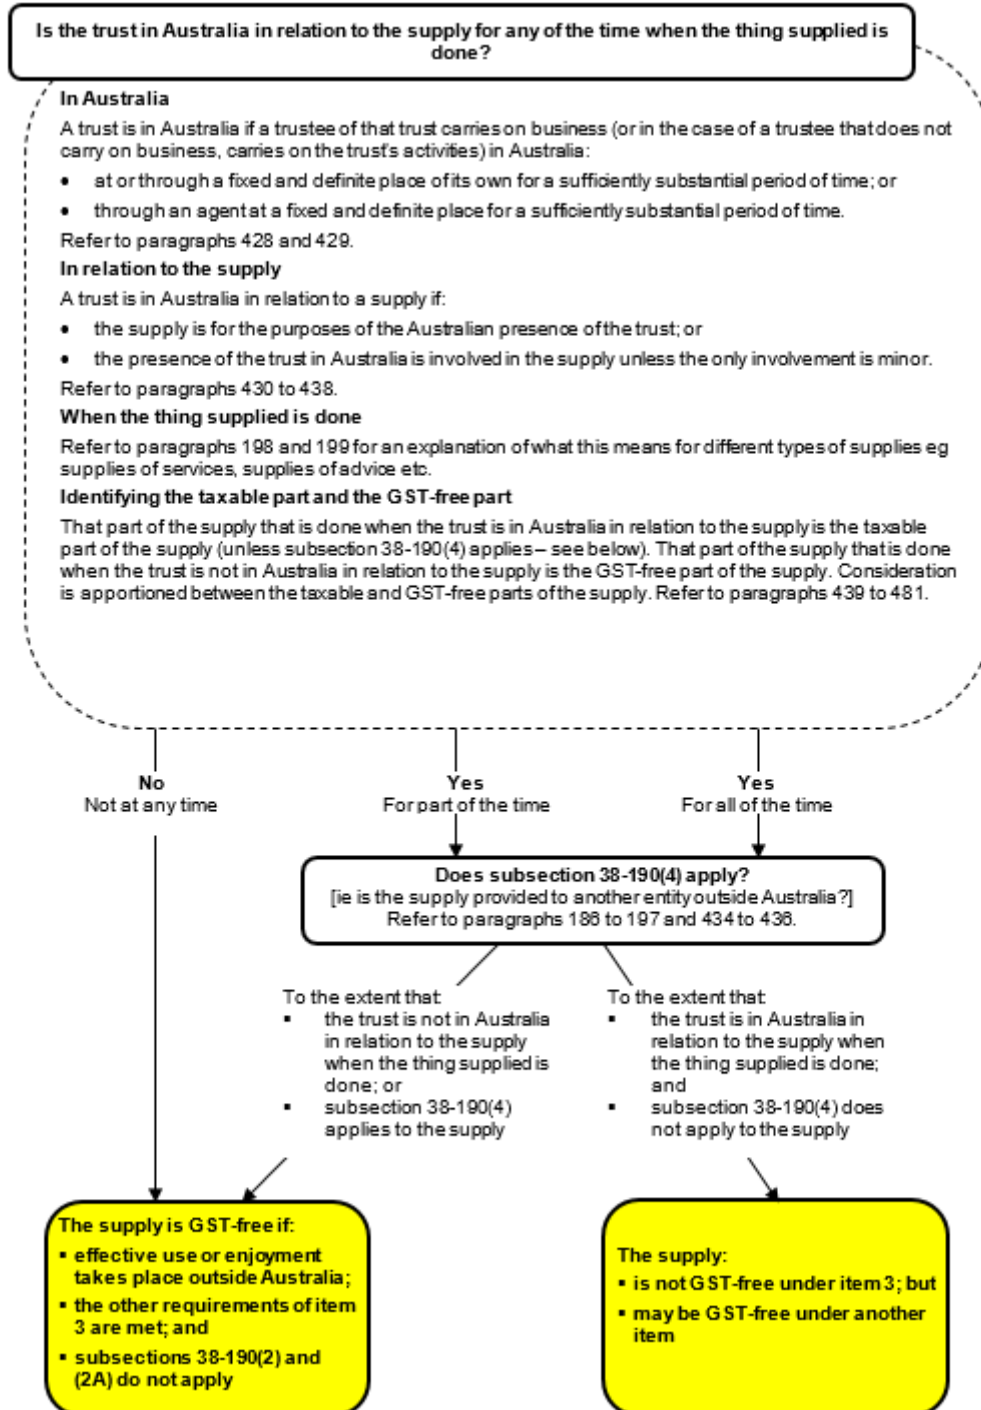 Is the trust in Australia in relation to the supply for any of the time when the thing supplied is
done?
In Australia
A trust is in Australia if a trustee of that trust carries on business (or in the case of a trustee that does not
carry on business, carries on the trust's activities) in Australia:
• at or through a fixed and definite place of its own for a sufficiently substantial period of time; or
• through an agent at a fixed and definite place for a sufficiently substantial period of time.
Refer to paragraphs 428 and 429.
In relation to the supply
A trust is in Australia in relation to a supply if:
• the supply is for the purposes of the Australian presence of the trust; or
• the presence of the trust in Australia is involved in the supply unless the only involvement is minor.
Refer to paragraphs 430 to 438.
When the thing supplied is done
Refer to paragraphs 198 and 199 for an explanation of what this means for different types of supplies eg
supplies of services, supplies of advice etc.
Identifying the taxable part and the GST-free part
That part of the supply that is done when the trust is in Australia in relation to the supply is the taxable
part of the supply (unless subsection 38-190(4) applies – see below). That part of the supply that is done
when the trust is not in Australia in relation to the supply is the GST-free part of the supply. Consideration
is apportioned between the taxable and GST-free parts of the supply. Refer to paragraphs 439 to 481.
No
Not at any time
Yes
For part of the time
Yes
For all of the time
Does subsection 38-190(4) apply?
[ie is the supply provided to another entity outside Australia?]
Refer to paragraphs 186 to 197 and 434 to 436.
To the extent that:
▪ the trust is not in Australia
in relation to the supply
when the thing supplied is
done; or
▪ subsection 38-190(4)
applies to the supply
To the extent that:
▪ the trust is in Australia in
relation to the supply when
the thing supplied is done;
and
▪ subsection 38-190(4) does
not apply to the supply
The supply is GST-free if:
▪ effective use or enjoyment
takes place outside Australia;
▪ the other requirements of item
3 are met; and
▪ subsections 38-190(2) and
(2A) do not apply
The supply:
▪ is not GST-free under item 3; but
▪ may be GST-free under another
item